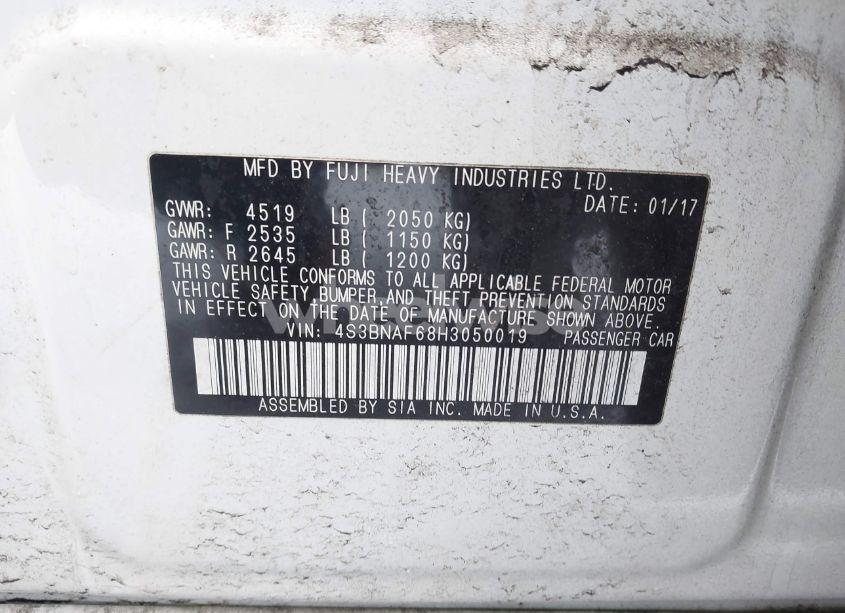 MFD BY FUJI HEAVY INDUSTRIES LTD.
DATE: 01/17
GVWR: 4519 LB ( 2050 KG)
GAWR: F 2535 LB ( 1150 KG)
GAWR: R 2645 LB ( 1200 KG)
THIS VEHICLE CONFORMS TO ALL APPLICABLE FEDERAL MOTOR
VEHICLE SAFETY BUMPER,AND THEFT PREVENTION STANDARDS
IN EFFECT ON THE DATE OF MANUFACTURE SHOWN ABOVE.
VIN: 4S3BNAF68H3050019 PASSENGER CAR
ASSEMBLED BY SIA INC. MADE IN U.S.A.